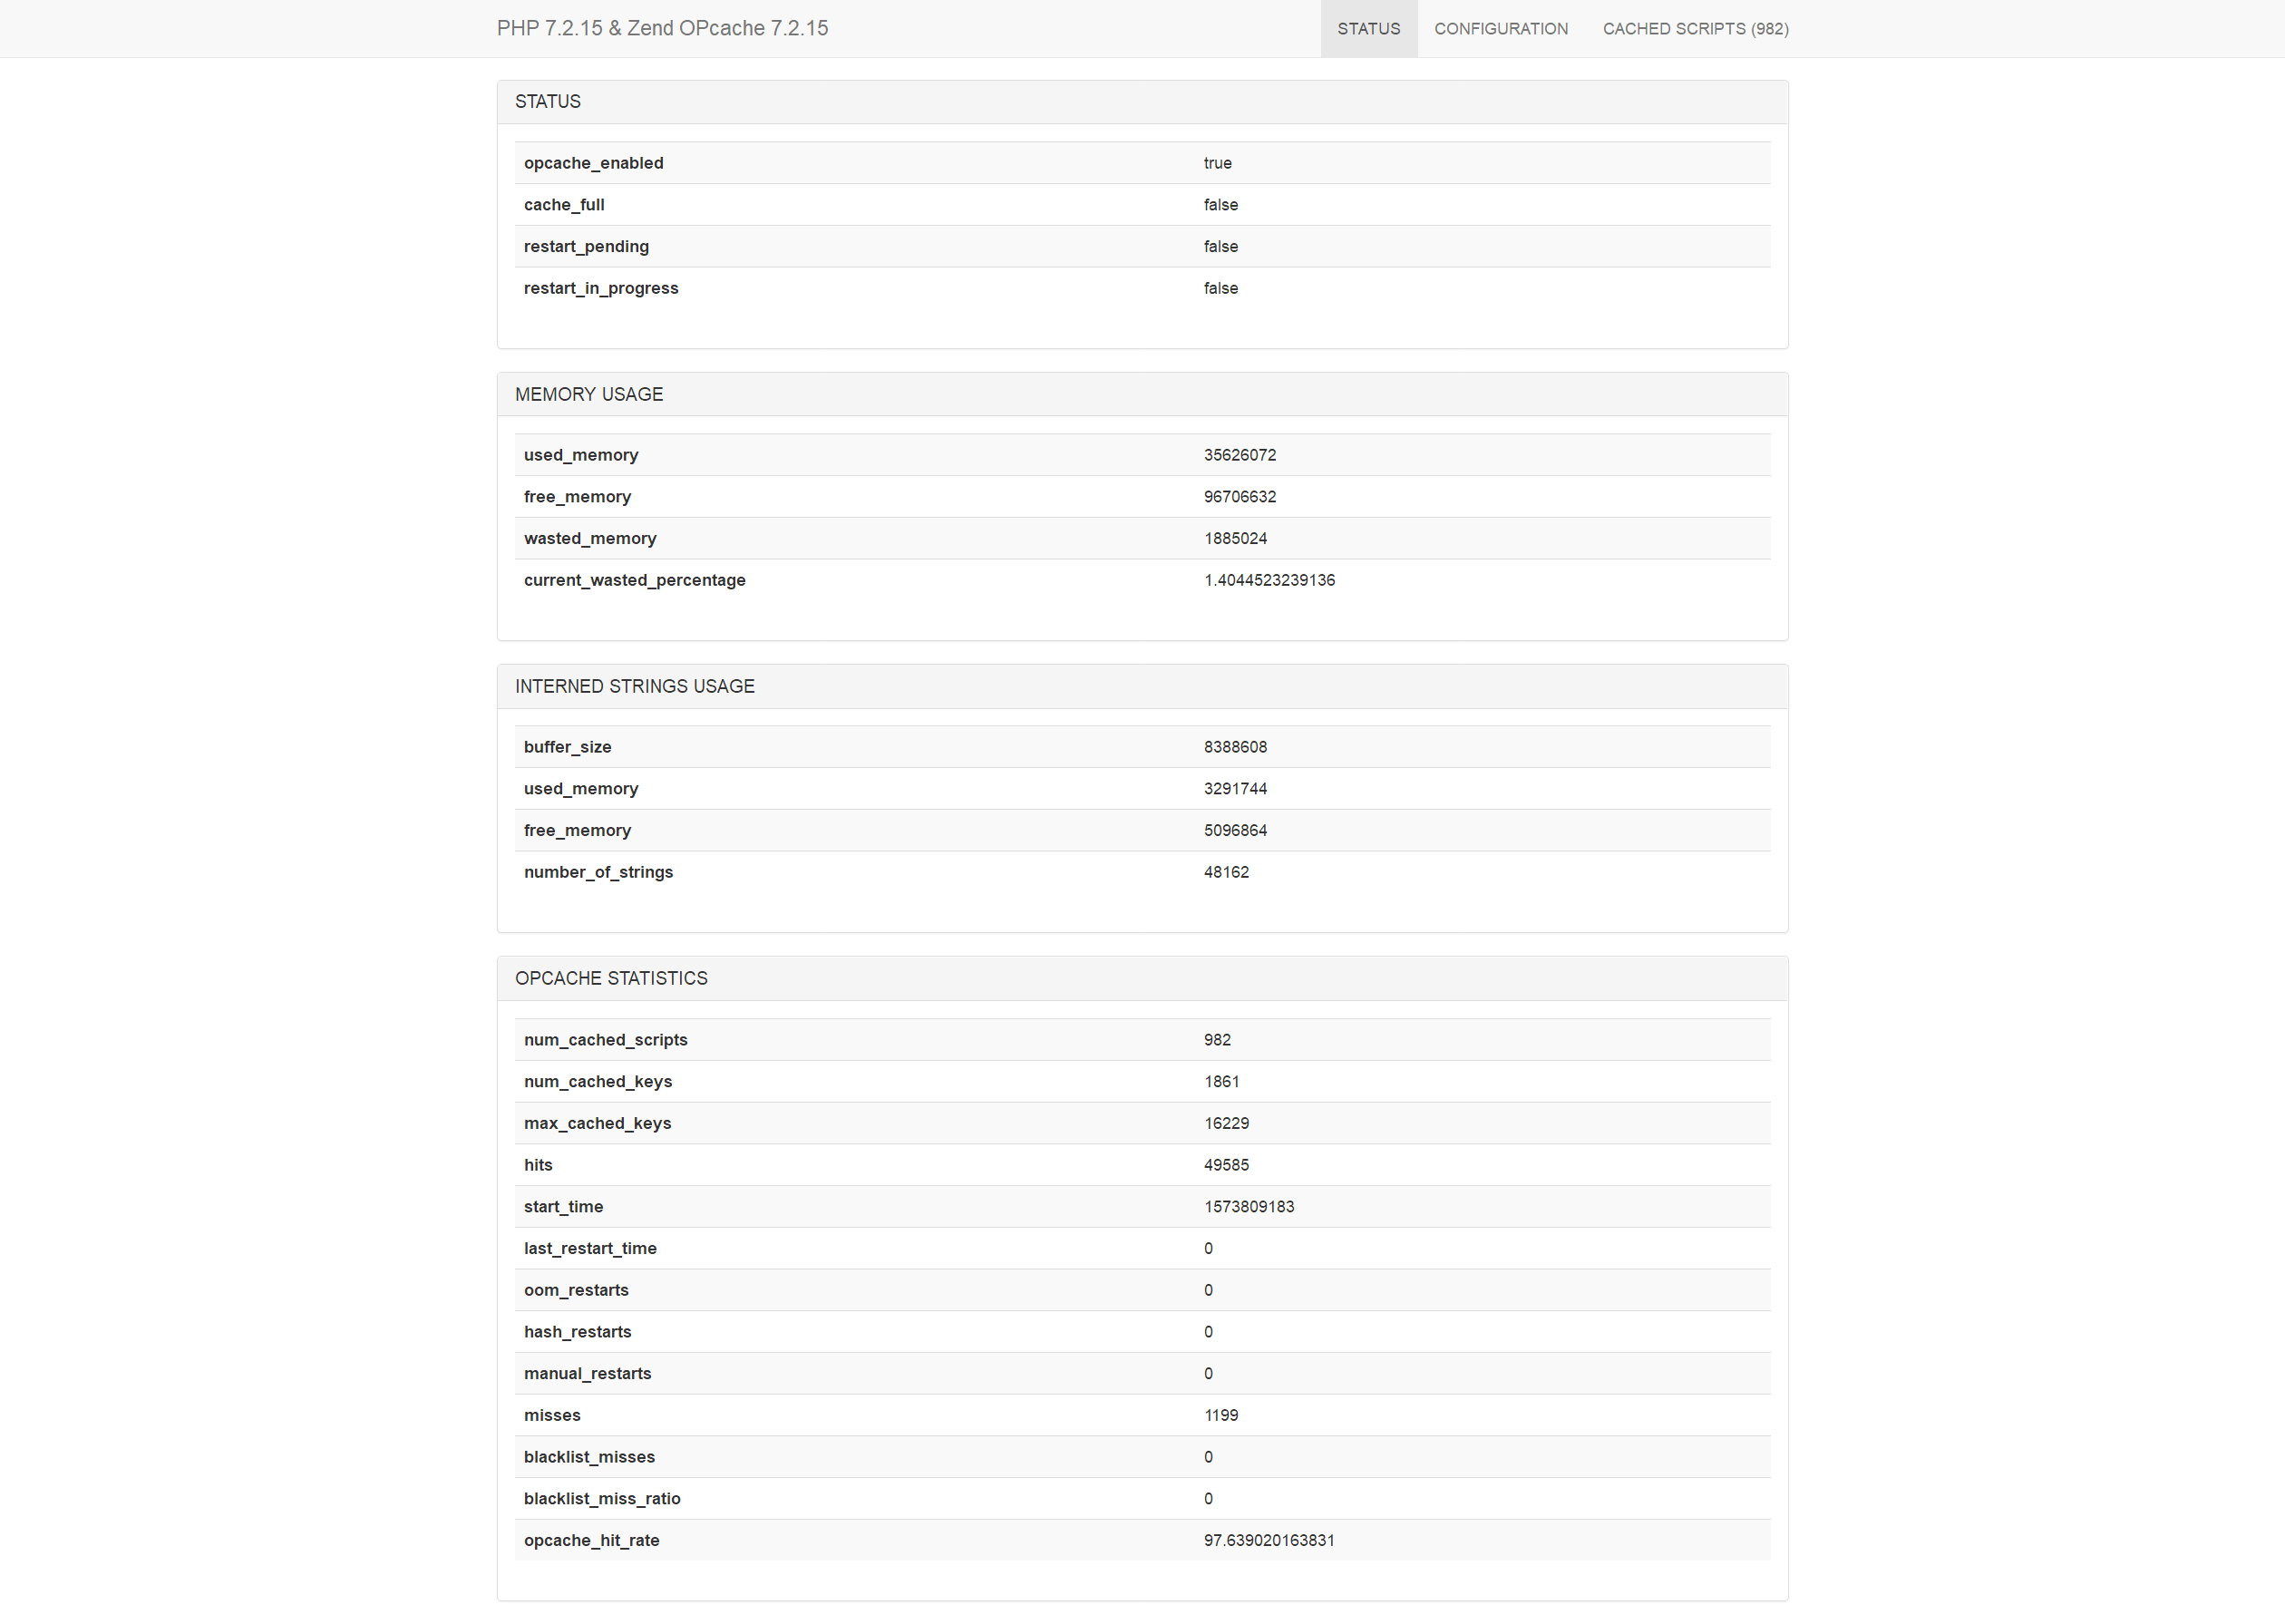 PHP 7.2.15 & Zend OPcache 7.2.15 STATUS CONFIGURATION CACHED SCRIPTS (982)
STATUS
opcache_enabled true
cache_full false
restart_pending false
restart_in_progress false
MEMORY USAGE
used_memory 35626072
free_memory 96706632
wasted_memory 1885024
current_wasted_percentage 1.4044523239136
INTERNED STRINGS USAGE
buffer_size 8388608
used_memory 3291744
free_memory 5096864
number_of_strings 48162
OPCACHE STATISTICS
num_cached_scripts 982
num_cached_keys 1861
max_cached_keys 16229
hits 49585
start_time 1573809183
last_restart_time 0
oom_restarts 0
hash_restarts 0
manual_restarts 0
misses 1199
blacklist_misses 0
blacklist_miss_ratio 0
opcache_hit_rate 97.639020163831